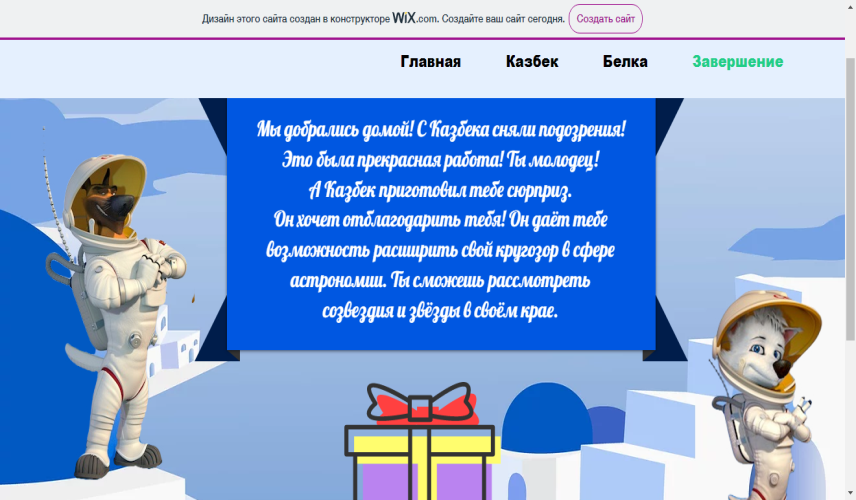 Дизайн этого сайта создан в конструкторе WiX.com. Создайте ваш сайт сегодня. Создать сайт
Главная Казбек Белка Завершение
Мы добрались домой! С Казбека сняли подозрения!
Это была прекрасная работа! Ты молодец!
А Казбек приготовил тебе сюрприз.
Он хочет отблагодарить тебя! Он даёт тебе
возможность расширить свой кругозор в сфере
астрономии. Ты сможешь рассмотреть
созвездия и звёзды в своём крае.